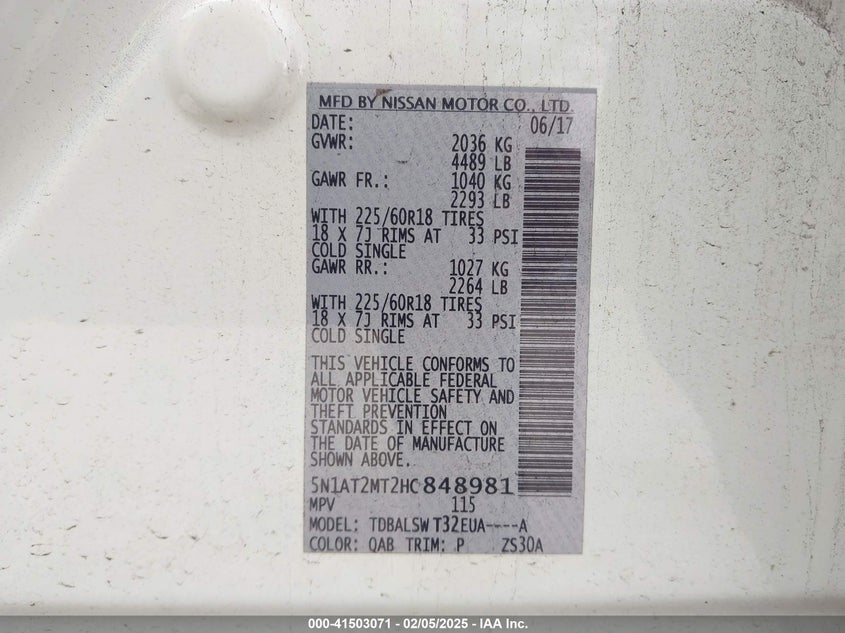 MFD BY NISSAN MOTOR CO., LTD.
DATE: 06/17
GVWR: 2036 KG
4489 LB
GAWR FR.: 1040 KG
2293 LB
WITH 225/60R18 TIRES
18 X 7J RIMS AT 33 PSI
COLD SINGLE
GAWR RR.: 1027 KG
2264 LB
WITH 225/60R18 TIRES
18 X 7J RIMS AT 33 PSI
COLD SINGLE
THIS VEHICLE CONFORMS TO
ALL APPLICABLE FEDERAL
MOTOR VEHICLE SAFETY AND
THEFT PREVENTION
STANDARDS IN EFFECT ON
THE DATE OF MANUFACTURE
SHOWN ABOVE.
5N1AT2MT2HC848981
MPV 115
MODEL: TDBALSW T32EUA----A
COLOR: QAB TRIM: P ZS30A
000-41503071 - 02/05/2025 - IAA Inc.